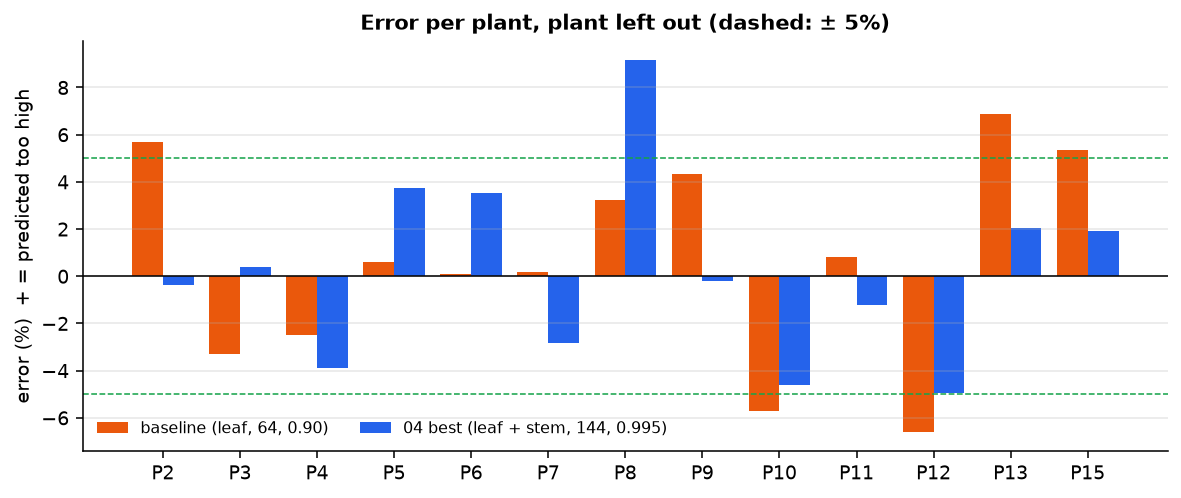 Error per plant, plant left out (dashed: ± 5%)
error (%)  + = predicted too high
8
6
4
2
0
−2
−4
−6
baseline (leaf, 64, 0.90)
04 best (leaf + stem, 144, 0.995)
P2 P3 P4 P5 P6 P7 P8 P9 P10 P11 P12 P13 P15